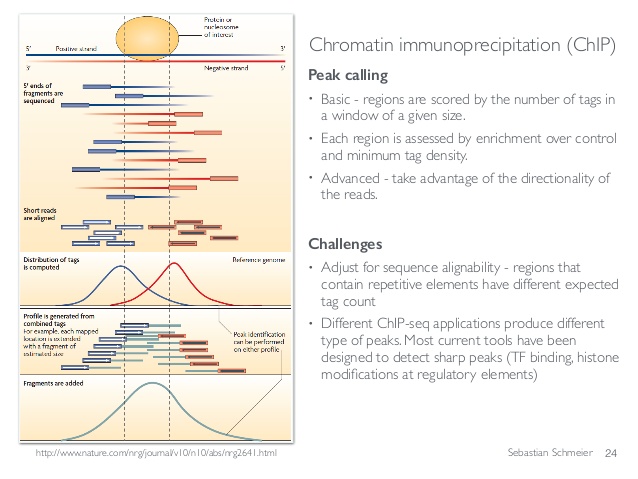 Protein or
nucleosome
of interest
5′ Positive strand 3′
3′ Negative strand 5′
5′ ends of
fragments are
sequenced
Short reads
are aligned
Distribution of tags
is computed
Reference genome
Profile is generated from
combined tags
For example, each mapped
location is extended
with a fragment of
estimated size
Peak identification
can be performed
on either profile
Fragments are added
http://www.nature.com/nrg/journal/v10/n10/abs/nrg2641.html
Chromatin immunoprecipitation (ChIP)
Peak calling
• Basic - regions are scored by the number of tags in
a window of a given size.
• Each region is assessed by enrichment over control
and minimum tag density.
• Advanced - take advantage of the directionality of
the reads.
Challenges
• Adjust for sequence alignability - regions that
contain repetitive elements have different expected
tag count
• Different ChIP-seq applications produce different
type of peaks. Most current tools have been
designed to detect sharp peaks (TF binding, histone
modifications at regulatory elements)
Sebastian Schmeier 24